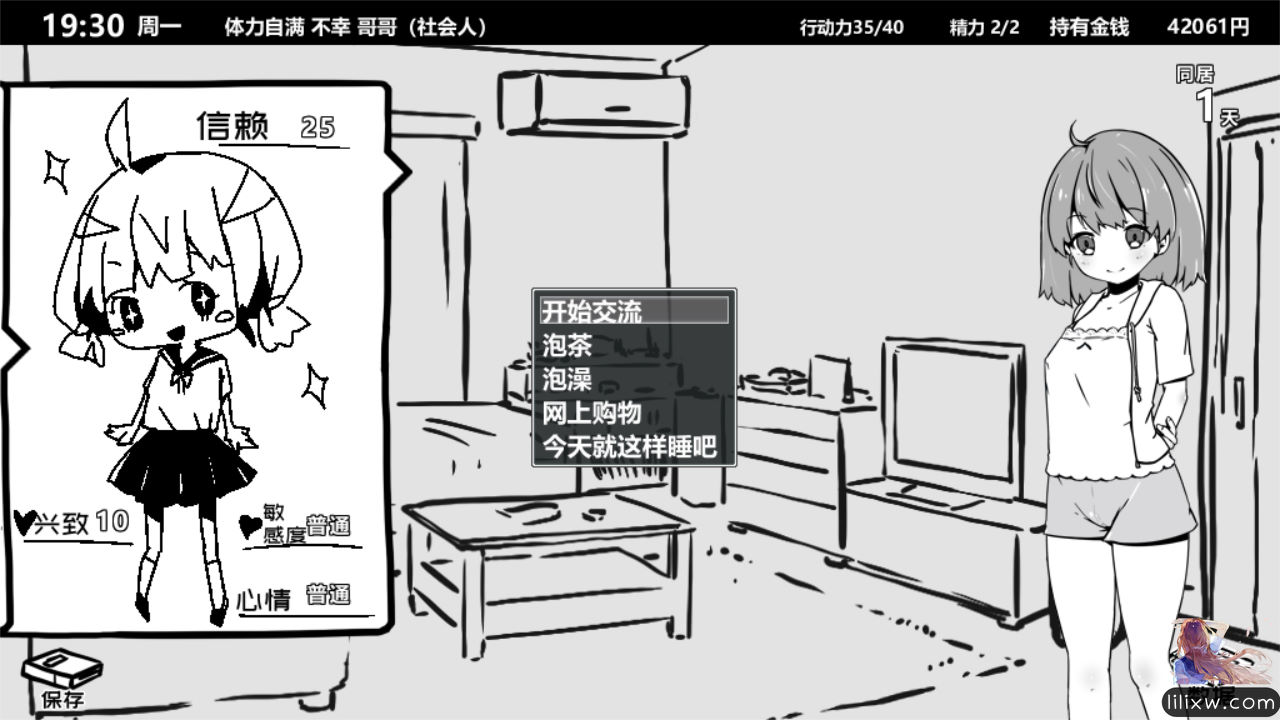 19:30 周一 体力自满 不幸 哥哥（社会人） 行动力35/40 精力 2/2 持有金钱 42061円
同居
1天
信赖 25
开始交流
泡茶
泡澡
网上购物
今天就这样睡吧
兴致 10
敏感度 普通
心情 普通
保存
数据
lilixw.com